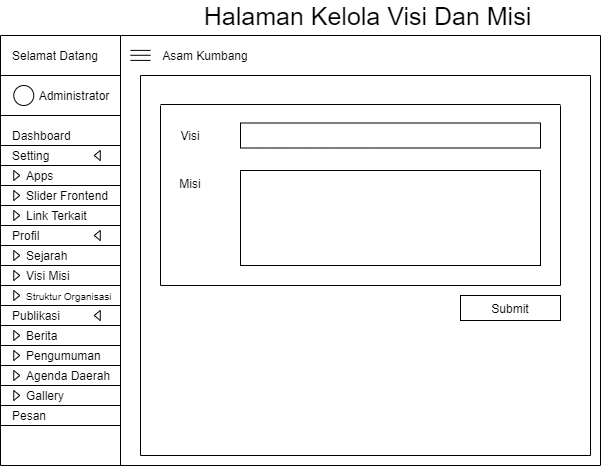 Halaman Kelola Visi Dan Misi
Selamat Datang
Asam Kumbang
Administrator
Dashboard
Setting
Apps
Slider Frontend
Link Terkait
Profil
Sejarah
Visi Misi
Struktur Organisasi
Publikasi
Berita
Pengumuman
Agenda Daerah
Gallery
Pesan
Visi
Misi
Submit